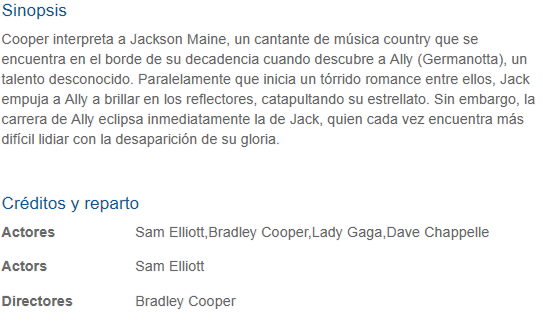 Sinopsis
Cooper interpreta a Jackson Maine, un cantante de música country que se
encuentra en el borde de su decadencia cuando descubre a Ally (Germanotta), un
talento desconocido. Paralelamente que inicia un tórrido romance entre ellos, Jack
empuja a Ally a brillar en los reflectores, catapultando su estrellato. Sin embargo, la
carrera de Ally eclipsa inmediatamente la de Jack, quien cada vez encuentra más
difícil lidiar con la desaparición de su gloria.
Créditos y reparto
Actores Sam Elliott,Bradley Cooper,Lady Gaga,Dave Chappelle
Actors Sam Elliott
Directores Bradley Cooper